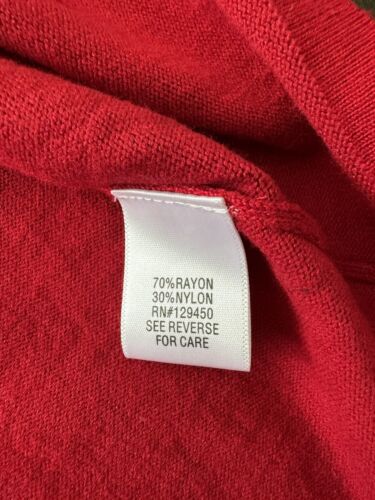 70%RAYON
30%NYLON
RN#129450
SEE REVERSE
FOR CARE